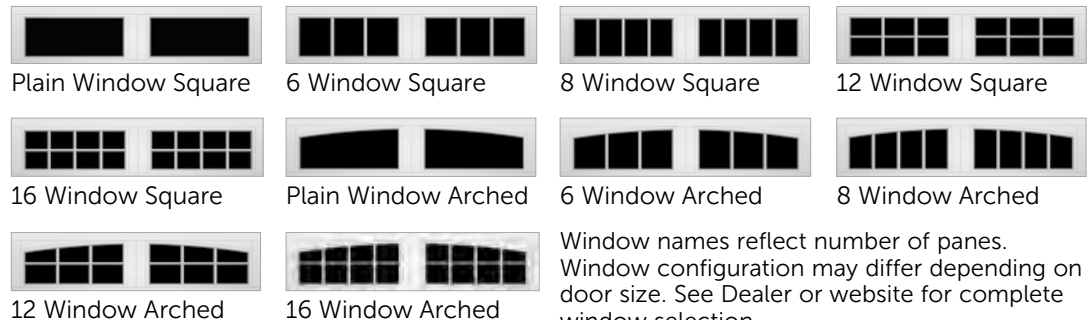 Plain Window Square
6 Window Square
8 Window Square
12 Window Square
16 Window Square
Plain Window Arched
6 Window Arched
8 Window Arched
12 Window Arched
16 Window Arched
Window names reflect number of panes.
Window configuration may differ depending on
door size. See Dealer or website for complete
window selection